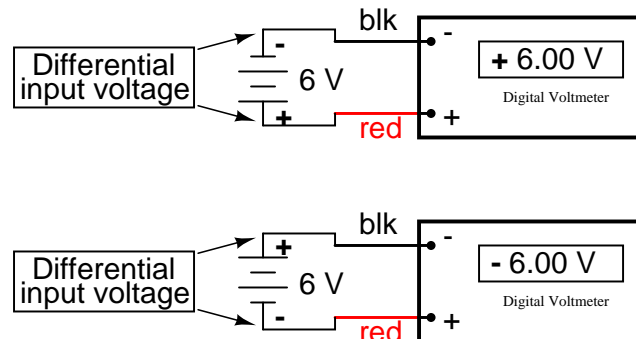 blk
-
-
+ 6.00 V
Differential
input voltage
6 V
Digital Voltmeter
+
+
red
blk
+
-
- 6.00 V
Differential
input voltage
6 V
Digital Voltmeter
-
+
red